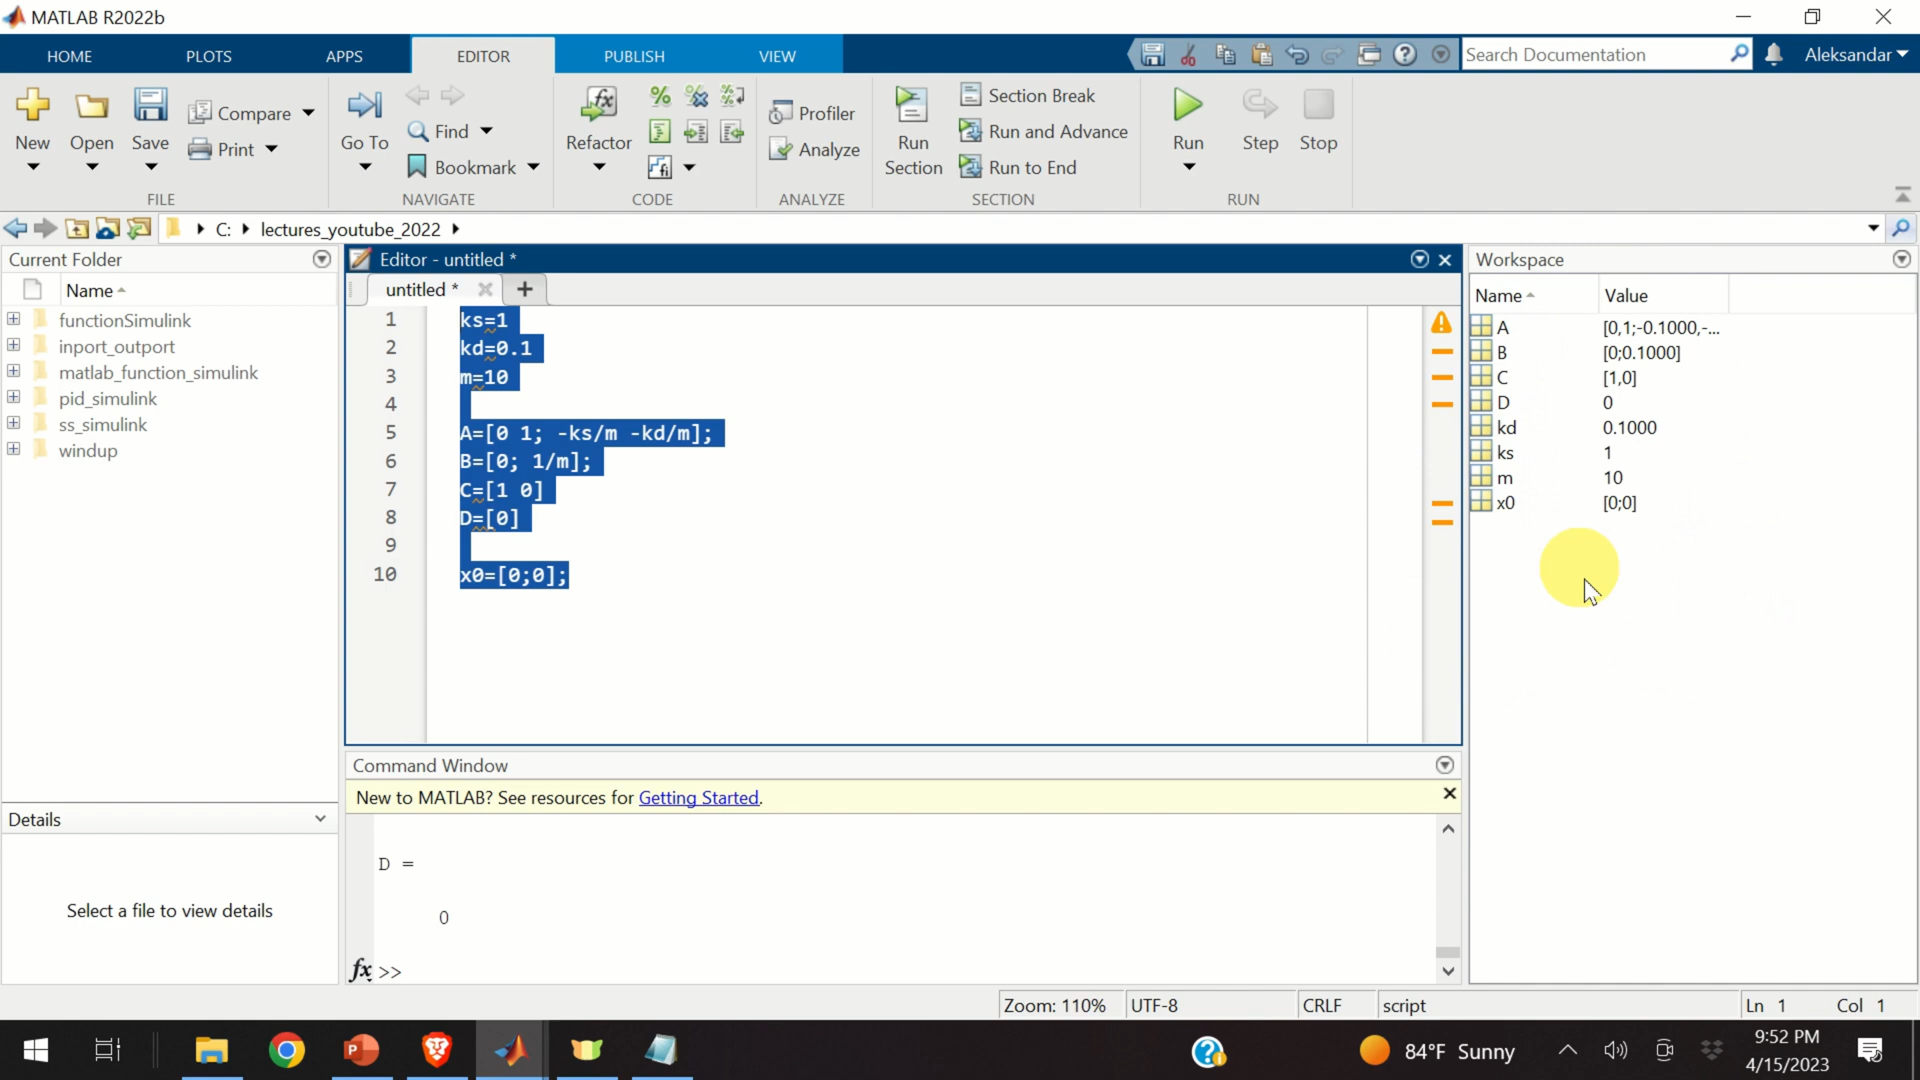 MATLAB R2022b
HOME PLOTS APPS EDITOR PUBLISH VIEW
Search Documentation
Aleksandar
New Open Save Compare Print
Go To Find Bookmark
Refactor
Profiler Analyze
Run Section
Section Break
Run and Advance
Run to End
Run Step Stop
FILE NAVIGATE CODE ANALYZE SECTION RUN
C: lectures_youtube_2022
Current Folder
Name
functionSimulink
inport_outport
matlab_function_simulink
pid_simulink
ss_simulink
windup
Details
Select a file to view details
Editor - untitled *
untitled *
1 ks=1
2 kd=0.1
3 m=10
4
5 A=[0 1; -ks/m -kd/m];
6 B=[0; 1/m];
7 C=[1 0]
8 D=[0]
9
10 x0=[0;0];
Command Window
New to MATLAB? See resources for Getting Started.
D =
0
fx >>
Workspace
Name Value
A [0,1;-0.1000,-...
B [0;0.1000]
C [1,0]
D 0
kd 0.1000
ks 1
m 10
x0 [0;0]
Zoom: 110% UTF-8 CRLF script Ln 1 Col 1
84°F Sunny
9:52 PM
4/15/2023